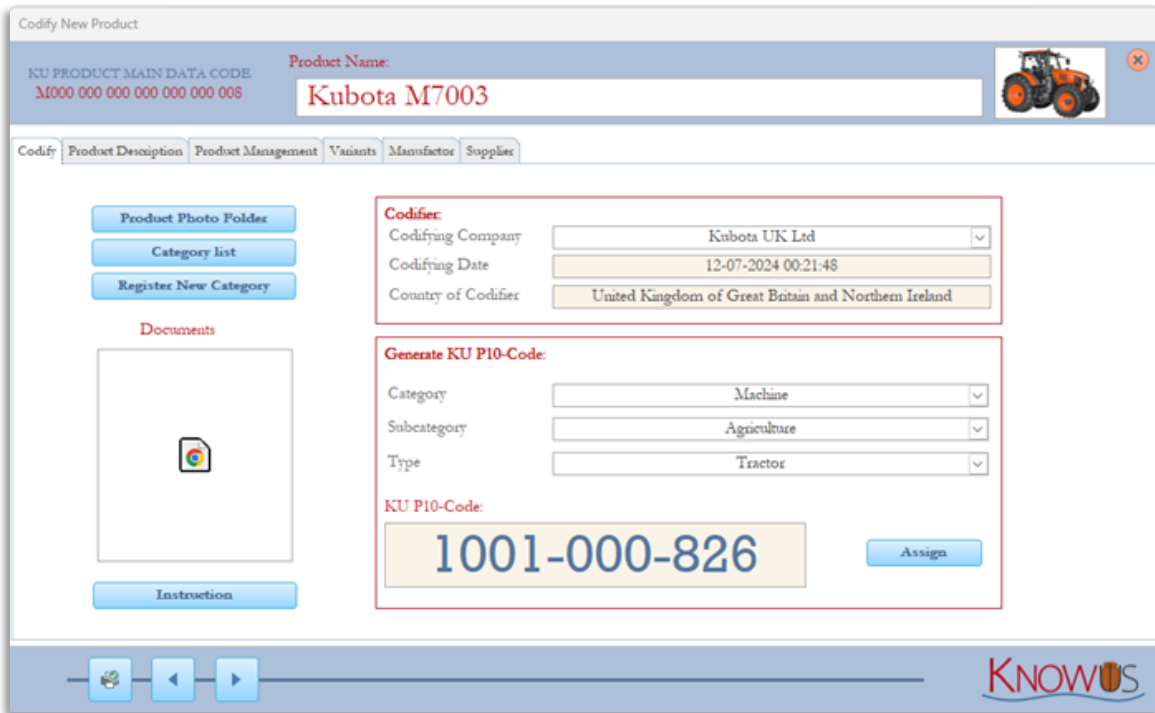 Codify New Product
KU PRODUCT MAIN DATA CODE
M000 000 000 000 000 000 008
Product Name:
Kubota M7003
Codify Product Description Product Management Variants Manufactor Supplier
Product Photo Folder
Category list
Register New Category
Documents
Instruction
Codifier:
Codifying Company Kubota UK Ltd
Codifying Date 12-07-2024 00:21:48
Country of Codifier United Kingdom of Great Britain and Northern Ireland
Generate KU P10-Code:
Category Machine
Subcategory Agriculture
Type Tractor
KU P10-Code:
1001-000-826
Assign
KNOWUS